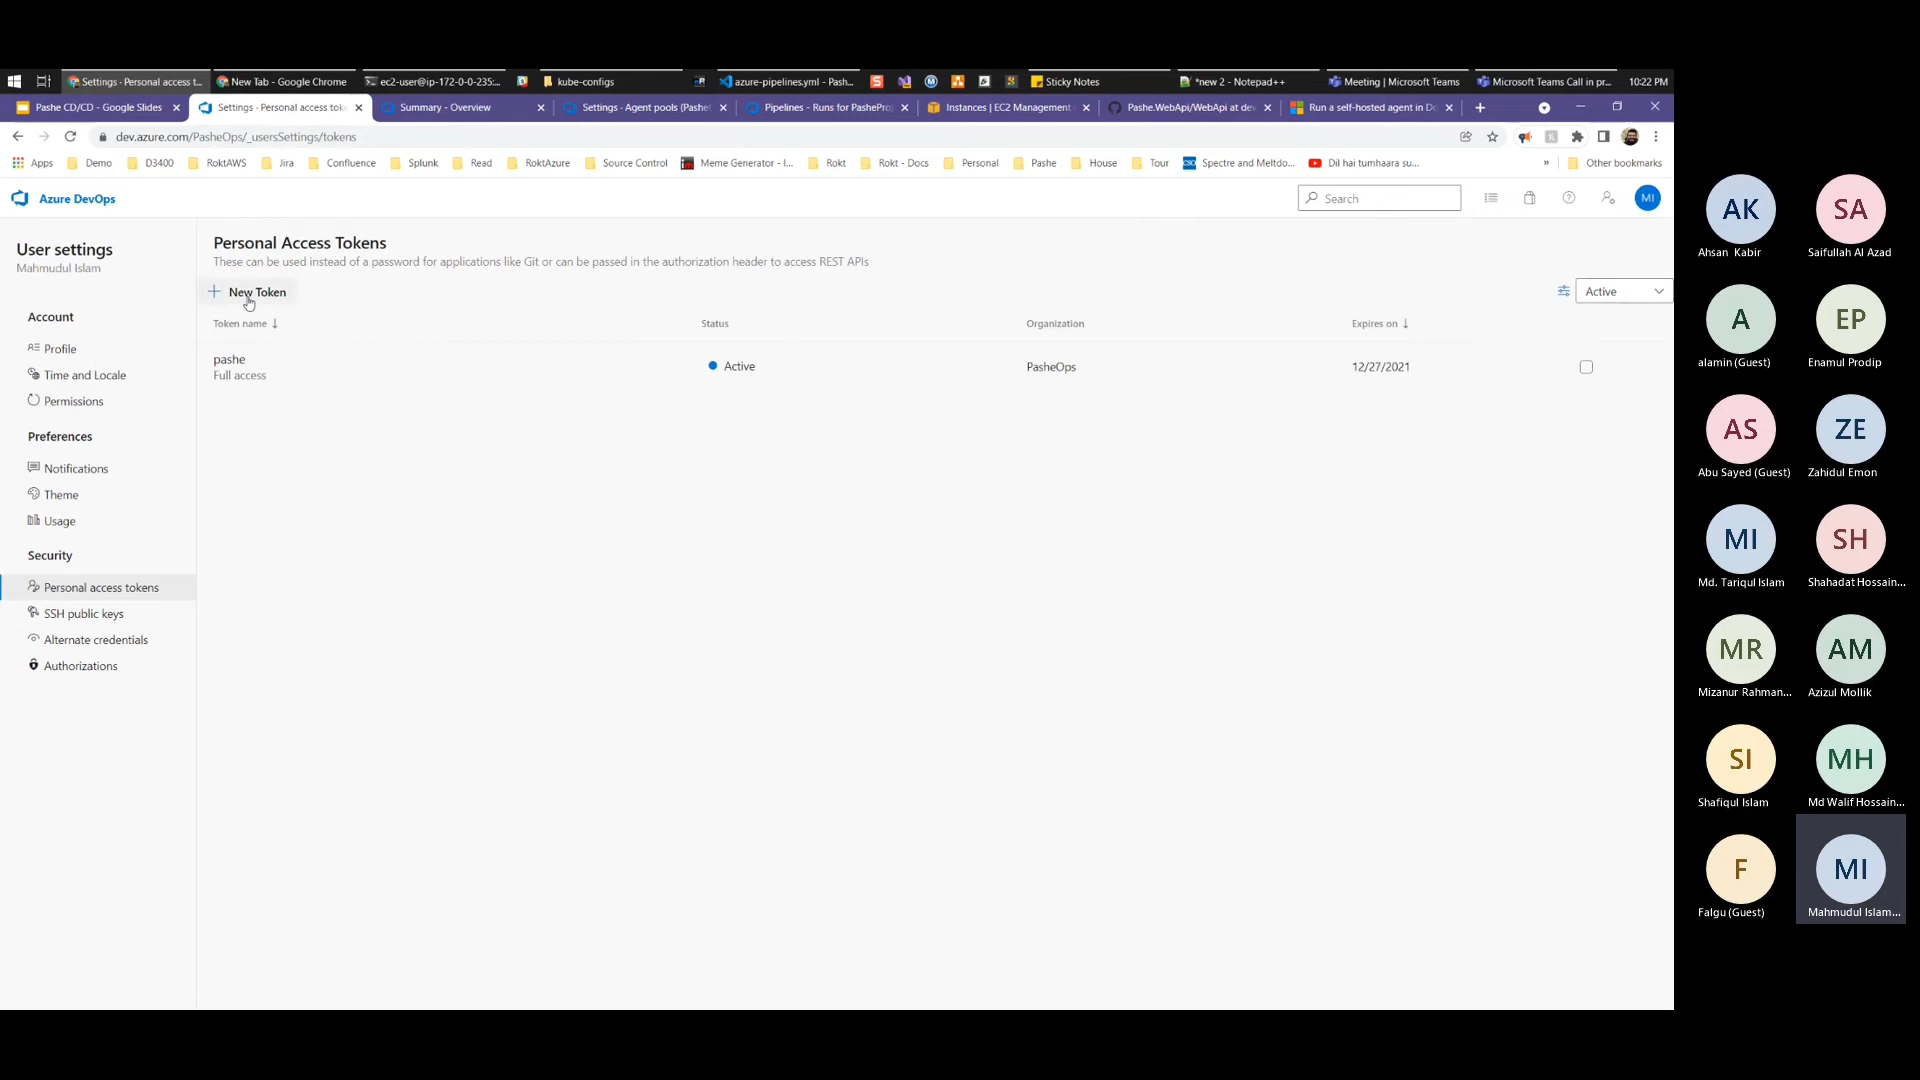 Settings - Personal access t...
New Tab - Google Chrome
ec2-user@ip-172-0-0-235:...
kube-configs
azure-pipelines.yml - Pash...
Sticky Notes
*new 2 - Notepad++
Meeting | Microsoft Teams
Microsoft Teams Call in pr...
10:22 PM
Pashe CD/CD - Google Slides
Settings - Personal access toke
Summary - Overview
Settings - Agent pools (PasheO
Pipelines - Runs for PashePro
Instances | EC2 Management
Pashe.WebApi/WebApi at dev
Run a self-hosted agent in Do
dev.azure.com/PasheOps/_usersSettings/tokens
Apps
Demo
D3400
RoktAWS
Jira
Confluence
Splunk
Read
RoktAzure
Source Control
Meme Generator - I...
Rokt
Rokt - Docs
Personal
Pashe
House
Tour
Spectre and Meltdo...
Dil hai tumhaara su...
»
Other bookmarks
Azure DevOps
Search
MI
User settings
Mahmudul Islam
Account
Profile
Time and Locale
Permissions
Preferences
Notifications
Theme
Usage
Security
Personal access tokens
SSH public keys
Alternate credentials
Authorizations
Personal Access Tokens
These can be used instead of a password for applications like Git or can be passed in the authorization header to access REST APIs
New Token
Active
Token name ↓
Status
Organization
Expires on ↓
pashe
Full access
Active
PasheOps
12/27/2021
AK
Ahsan Kabir
SA
Saifullah Al Azad
A
alamin (Guest)
EP
Enamul Prodip
AS
Abu Sayed (Guest)
ZE
Zahidul Emon
MI
Md. Tariqul Islam
SH
Shahadat Hossain...
MR
Mizanur Rahman...
AM
Azizul Mollik
SI
Shafiqul Islam
MH
Md Walif Hossain...
F
Falgu (Guest)
MI
Mahmudul Islam...